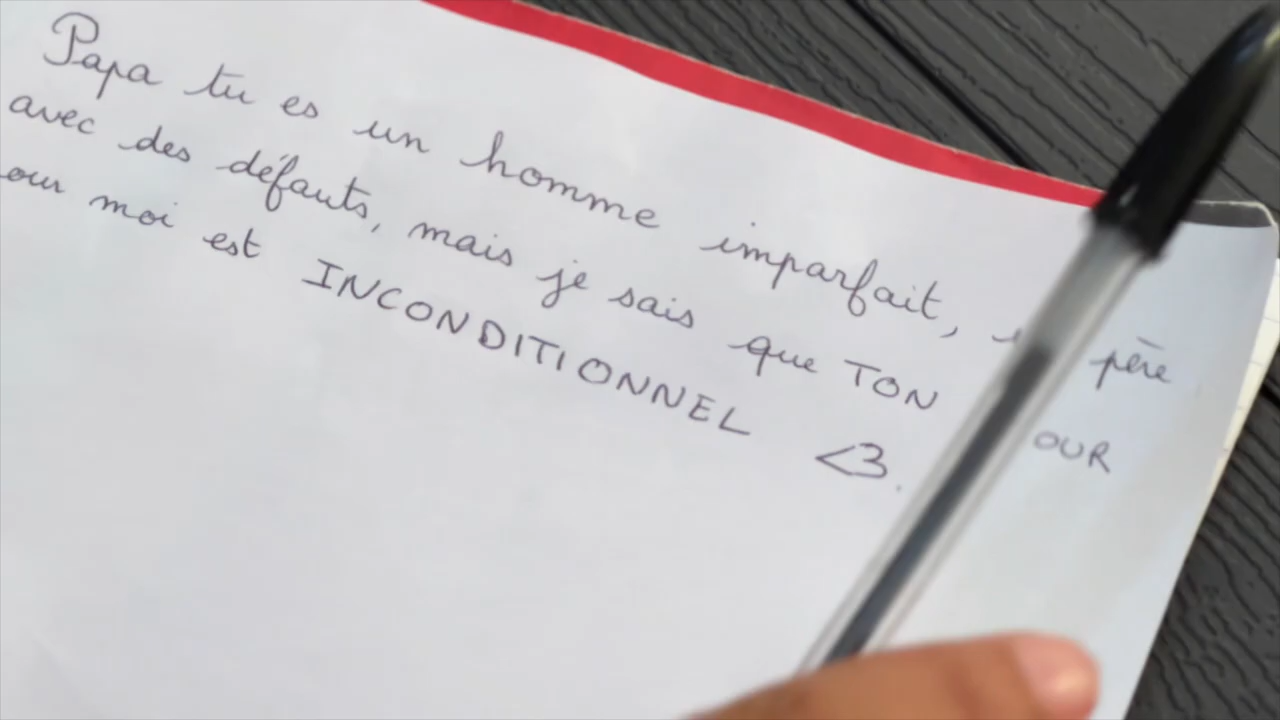 Papa tu es un homme imparfait, père
avec des défauts, mais je sais que TON OUR
our moi est INCONDITIONNEL <3.